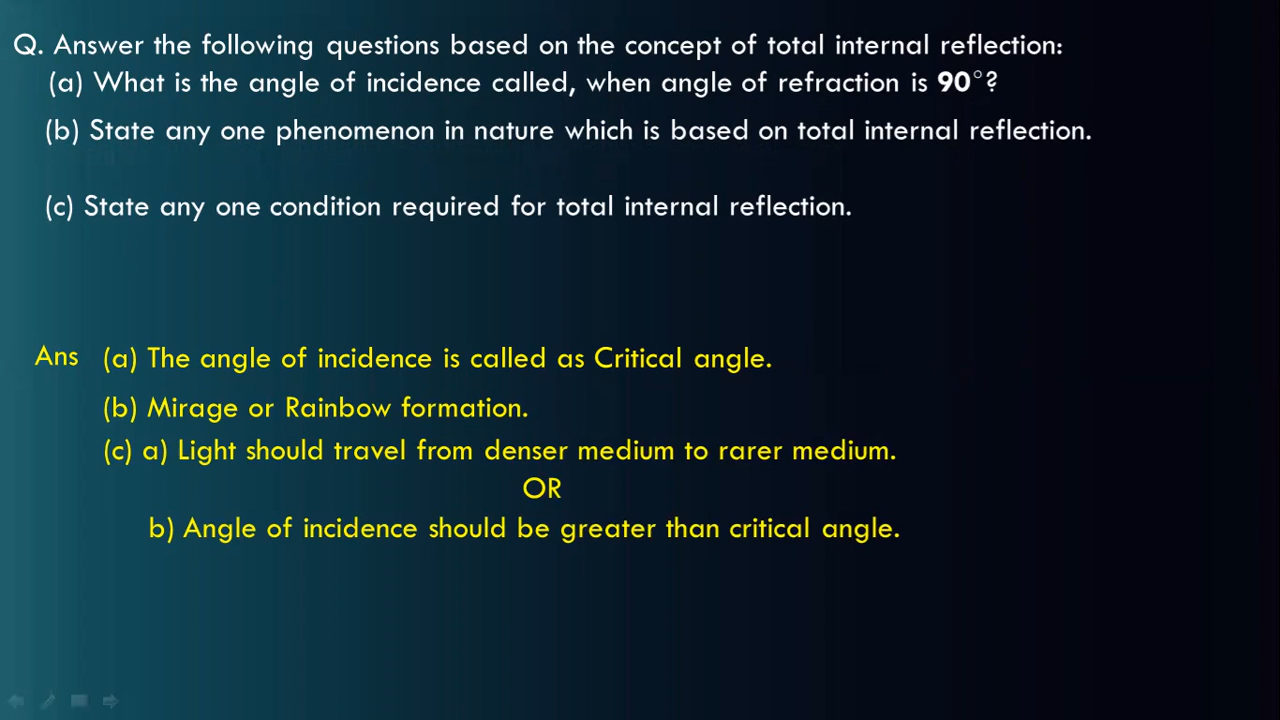 Q. Answer the following questions based on the concept of total internal reflection:
(a) What is the angle of incidence called, when angle of refraction is 90°?
(b) State any one phenomenon in nature which is based on total internal reflection.
(c) State any one condition required for total internal reflection.
Ans (a) The angle of incidence is called as Critical angle.
(b) Mirage or Rainbow formation.
(c) a) Light should travel from denser medium to rarer medium.
OR
b) Angle of incidence should be greater than critical angle.